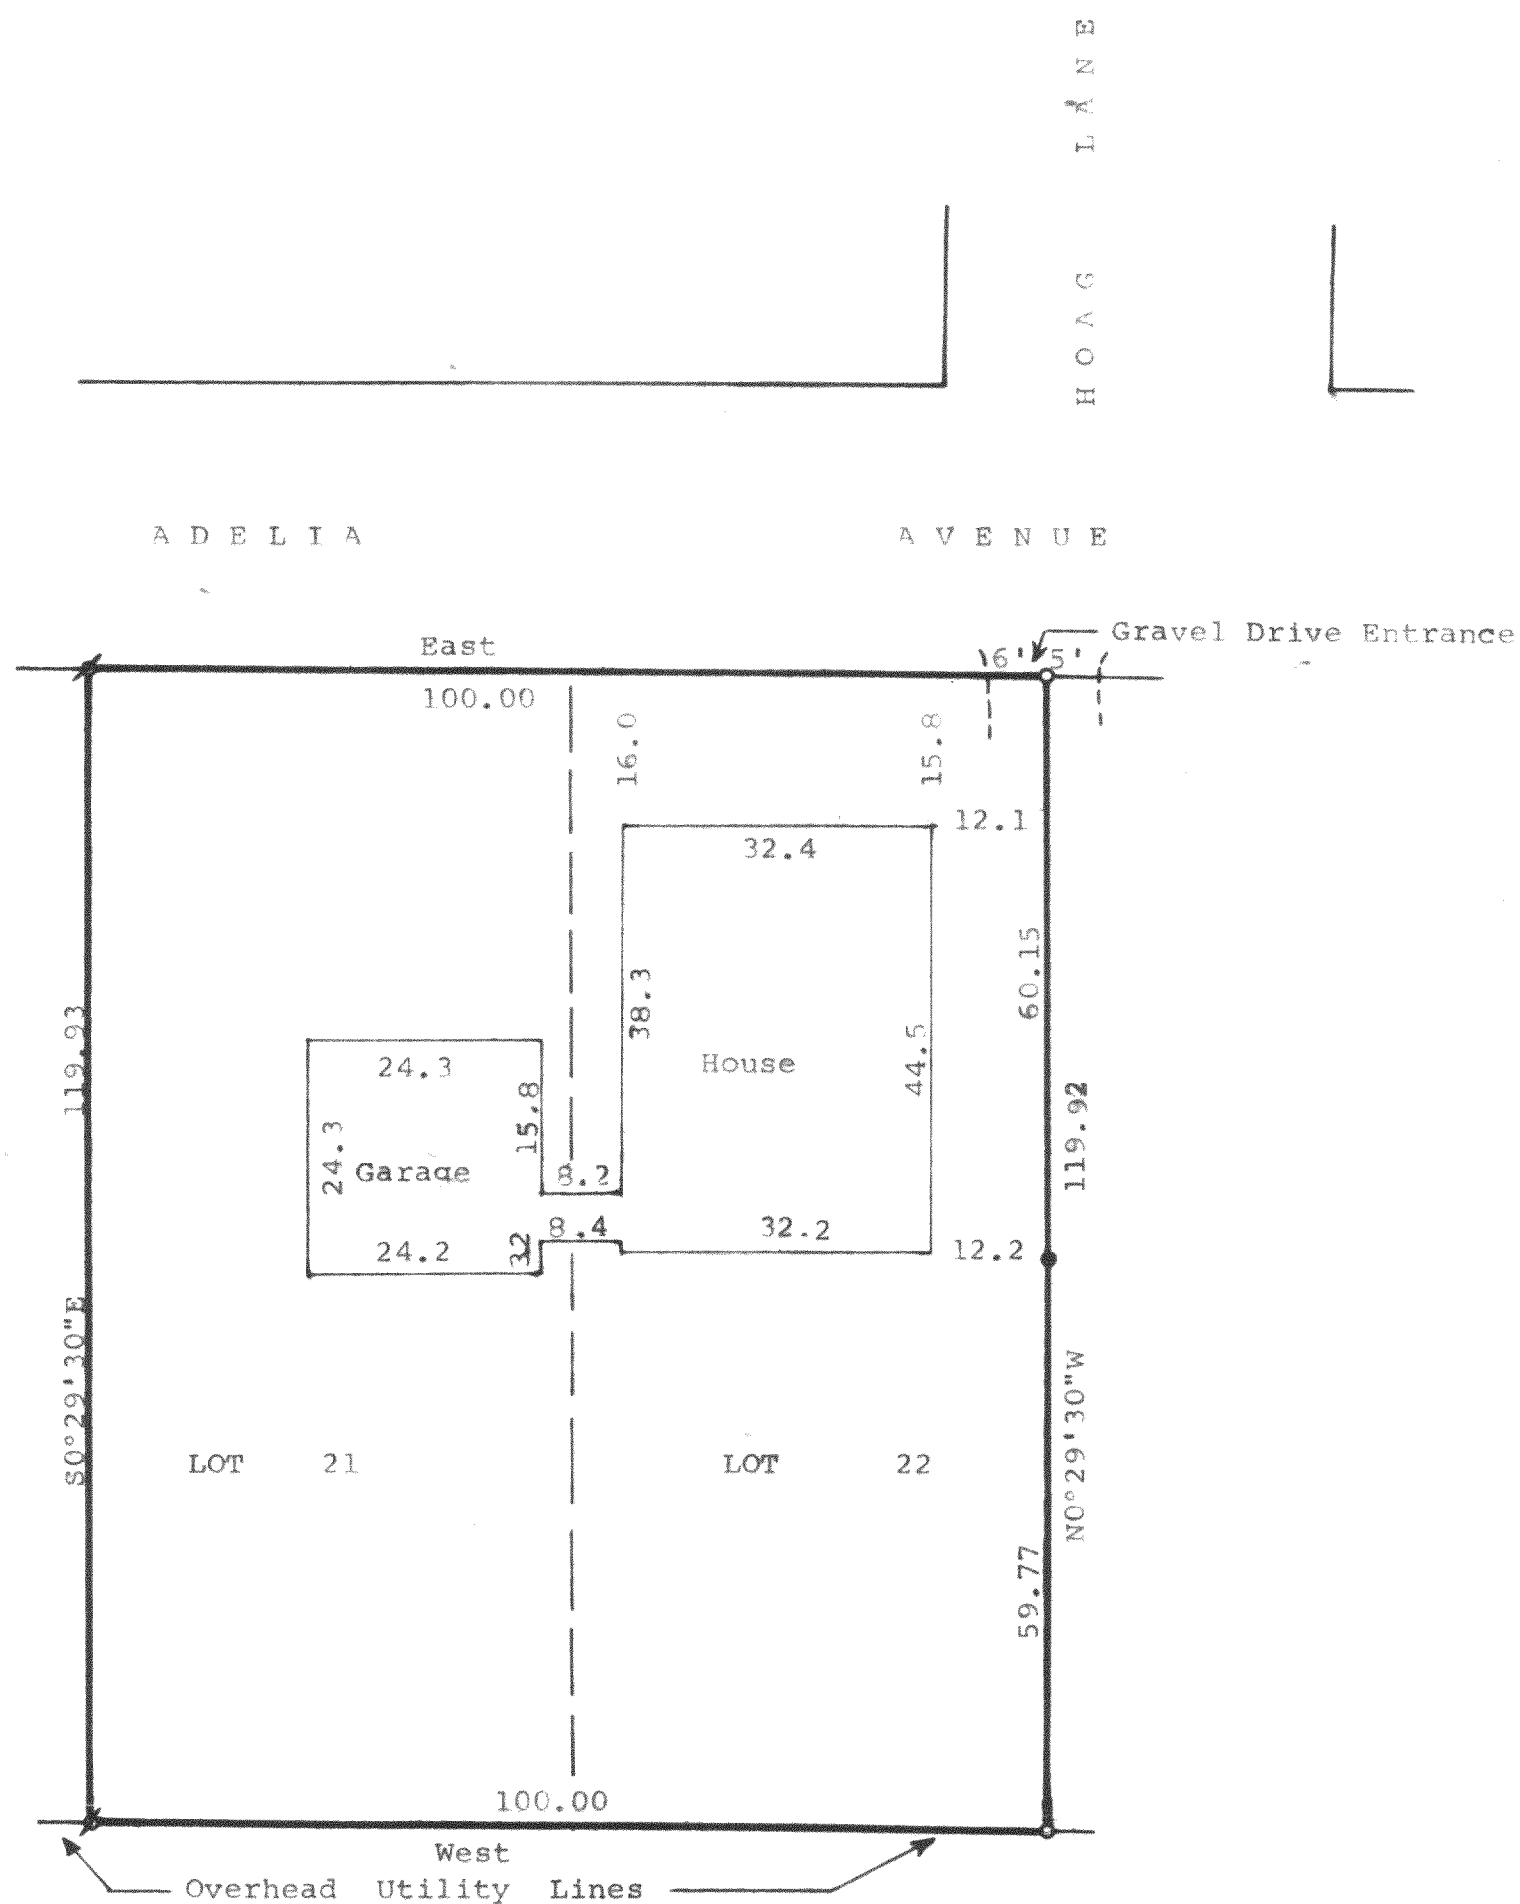 HOAG LANE
ADELIA AVENUE
East
6' 5'
Gravel Drive Entrance
100.00
16.0
15.8
12.1
32.4
60.15
38.3
119.93
24.3
House
44.5
15.8
24.3
Garage
119.92
8.2
8.4
32.2
32
24.2
12.2
S0°29'30"E
N0°29'30"W
LOT 21
LOT 22
59.77
100.00
West
Overhead Utility Lines